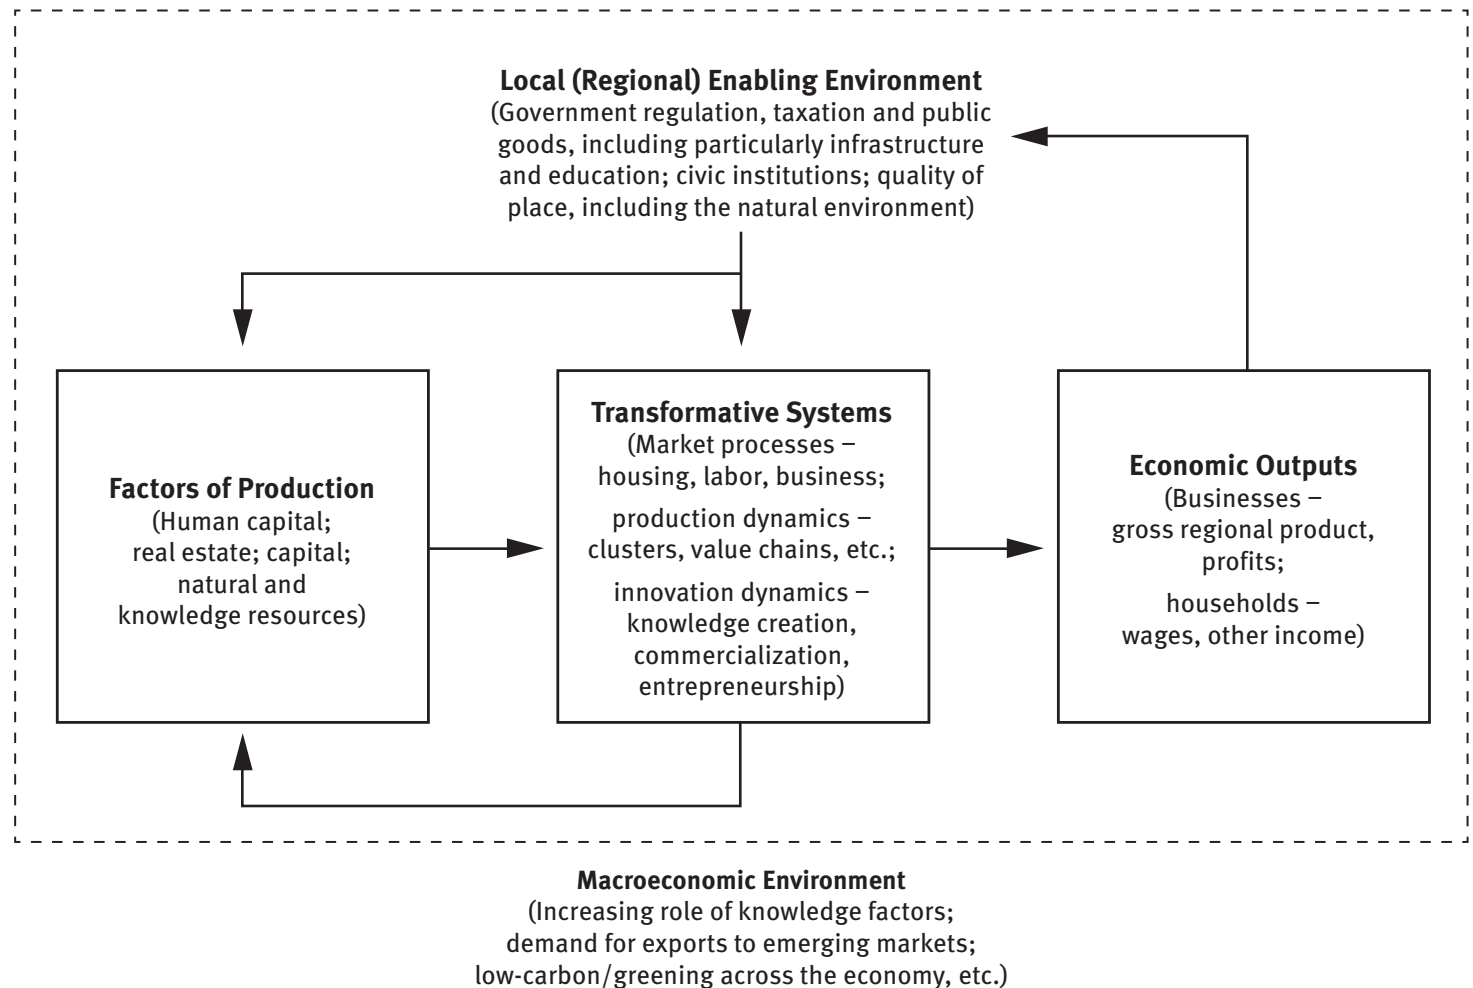 Local (Regional) Enabling Environment
(Government regulation, taxation and public
goods, including particularly infrastructure
and education; civic institutions; quality of
place, including the natural environment)
Factors of Production
(Human capital;
real estate; capital;
natural and
knowledge resources)
Transformative Systems
(Market processes –
housing, labor, business;
production dynamics –
clusters, value chains, etc.;
innovation dynamics –
knowledge creation,
commercialization,
entrepreneurship)
Economic Outputs
(Businesses –
gross regional product,
profits;
households –
wages, other income)
Macroeconomic Environment
(Increasing role of knowledge factors;
demand for exports to emerging markets;
low-carbon/greening across the economy, etc.)